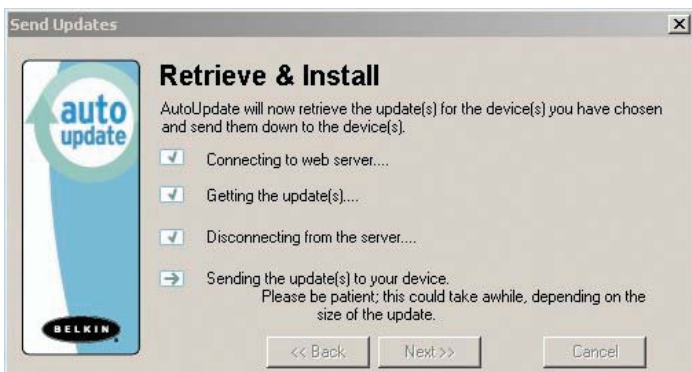 Send Updates
auto
update
BELKIN
Retrieve & Install
AutoUpdate will now retrieve the update(s) for the device(s) you have chosen
and send them down to the device(s).
Connecting to web server....
Getting the update(s)....
Disconnecting from the server....
Sending the update(s) to your device.
Please be patient; this could take awhile, depending on the
size of the update.
<< Back
Next >>
Cancel